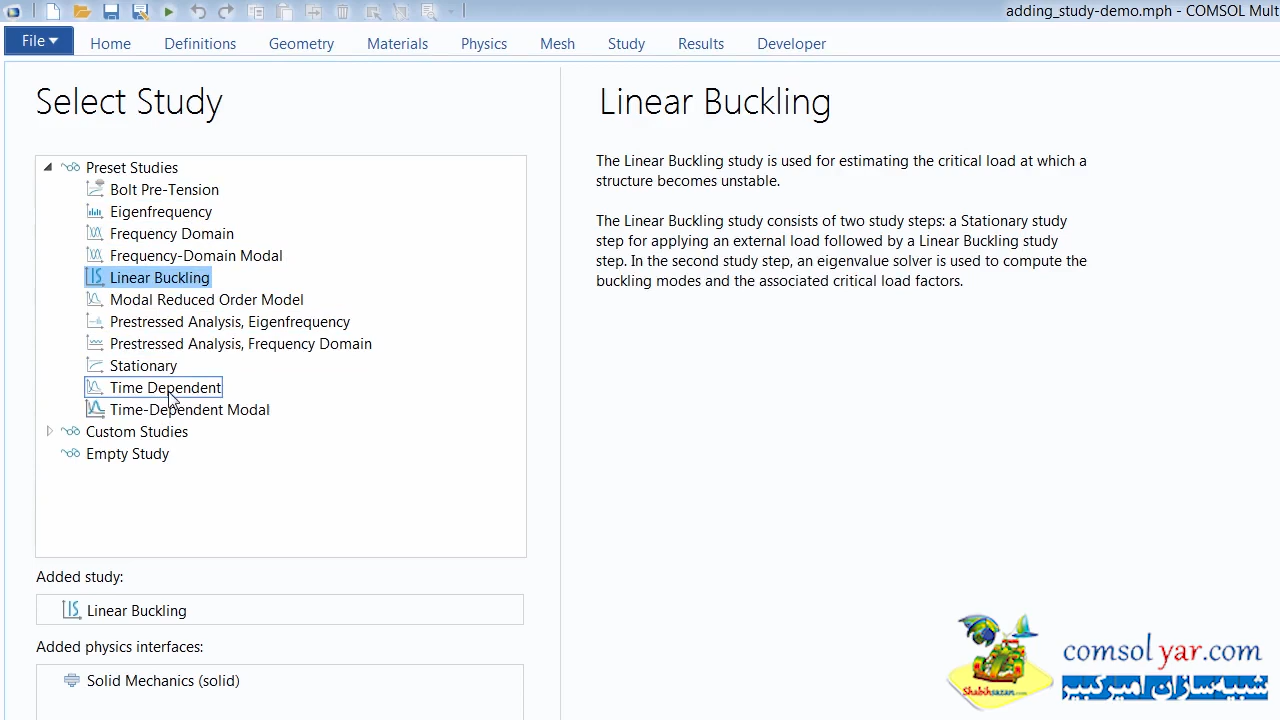 adding_study-demo.mph - COMSOL Mult
File Home Definitions Geometry Materials Physics Mesh Study Results Developer
Select Study
Preset Studies
Bolt Pre-Tension
Eigenfrequency
Frequency Domain
Frequency-Domain Modal
Linear Buckling
Modal Reduced Order Model
Prestressed Analysis, Eigenfrequency
Prestressed Analysis, Frequency Domain
Stationary
Time Dependent
Time-Dependent Modal
Custom Studies
Empty Study
Added study:
Linear Buckling
Added physics interfaces:
Solid Mechanics (solid)
Linear Buckling
The Linear Buckling study is used for estimating the critical load at which a
structure becomes unstable.
The Linear Buckling study consists of two study steps: a Stationary study
step for applying an external load followed by a Linear Buckling study
step. In the second study step, an eigenvalue solver is used to compute the
buckling modes and the associated critical load factors.
Shabihsazan.com
comsol yar.com
شبیه‌سازان امیرکبیر